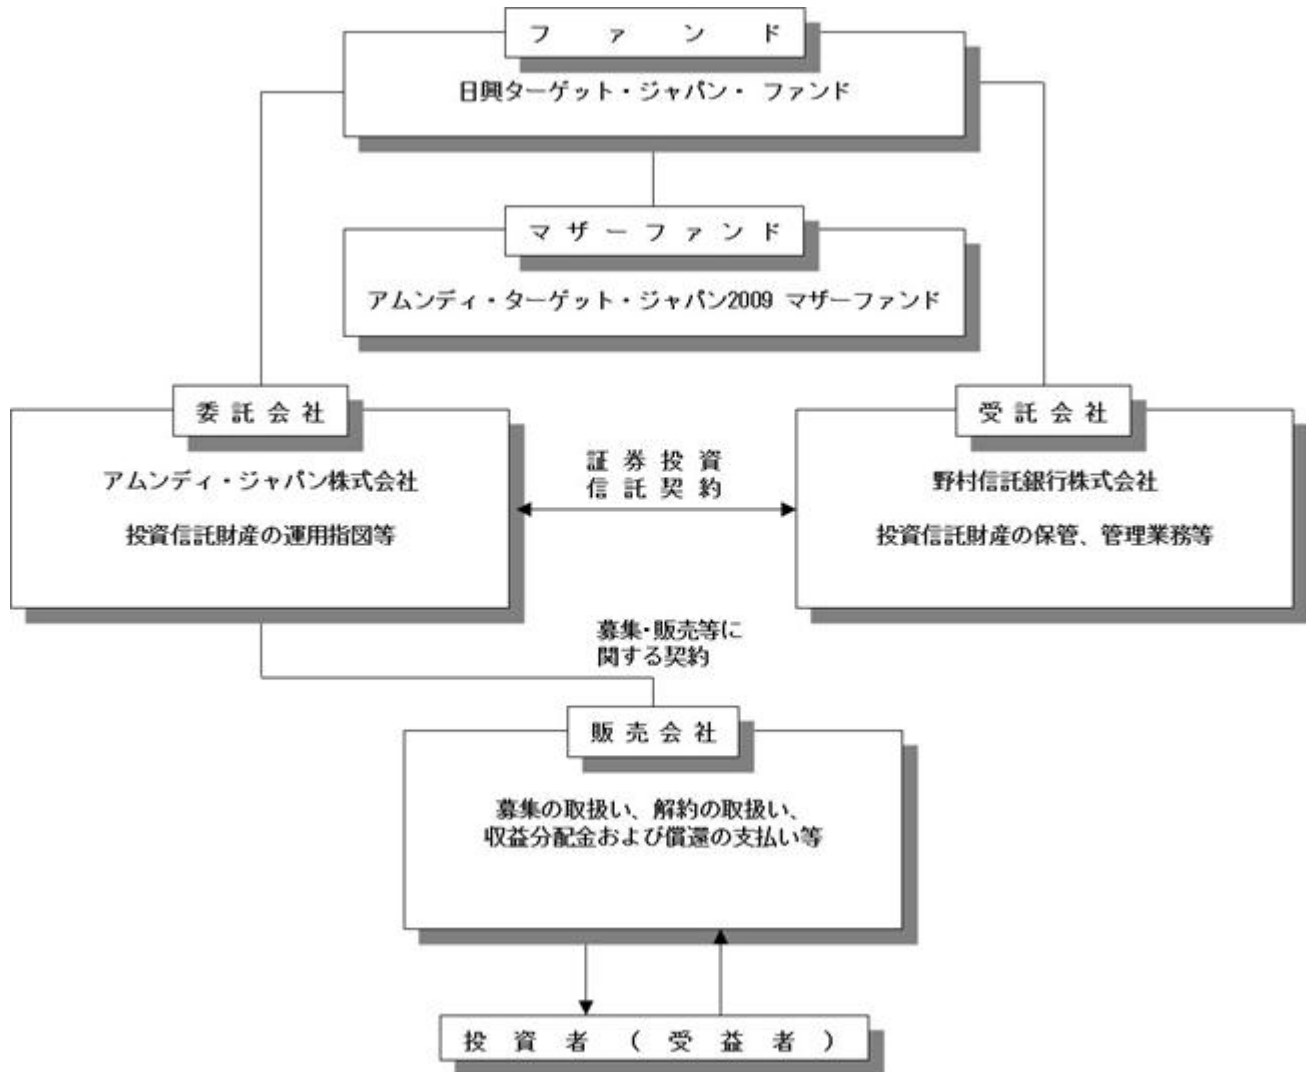 ファンド
日興ターゲット・ジャパン・ ファンド
マザーファンド
アムンディ・ターゲット・ジャパン2009 マザーファンド
委託会社
アムンディ・ジャパン株式会社
投資信託財産の運用指図等
証券投資
信託契約
受託会社
野村信託銀行株式会社
投資信託財産の保管、管理業務等
募集・販売等に
関する契約
販売会社
募集の取扱い、解約の取扱い、
収益分配金および償還の支払い等
投資者(受益者)